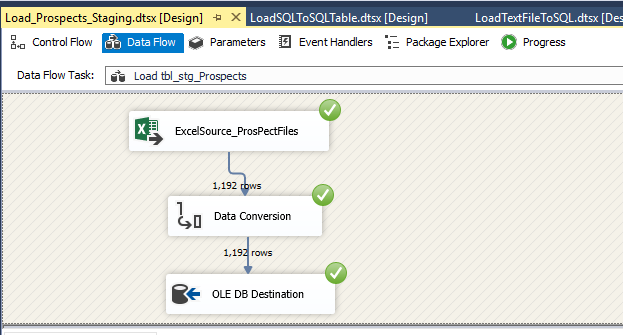 Load_Prospects_Staging.dtsx [Design] LoadSQLToSQLTable.dtsx [Design] LoadTextFileToSQL.dtsx [Des
Control Flow Data Flow Parameters Event Handlers Package Explorer Progress
Data Flow Task: Load tbl_stg_Prospects
ExcelSource_ProsPectFiles
1,192 rows
Data Conversion
1,192 rows
OLE DB Destination